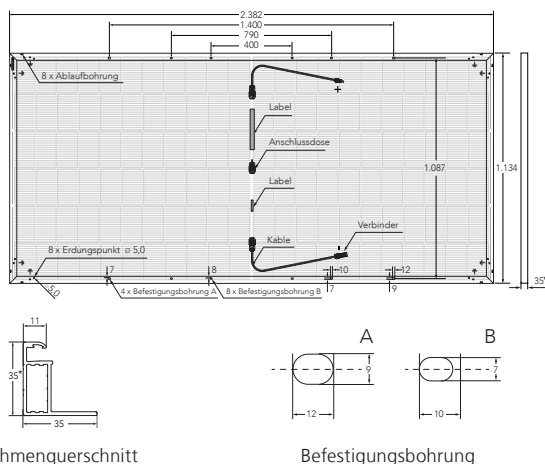 2.382
1.400
790
400
8 x Ablaufbohrung
+
Label
Anschlussdose
1.087
1.134
Label
Verbinder
8 x Erdungspunkt ø 5,0
Kable
-
7
8
10
12
5,0
4 x Befestigungsbohrung A
8 x Befestigungsbohrung B
7
9
35*
11
35*
35
A
9
12
B
7
10
hmenquerschnitt
Befestigungsbohrung